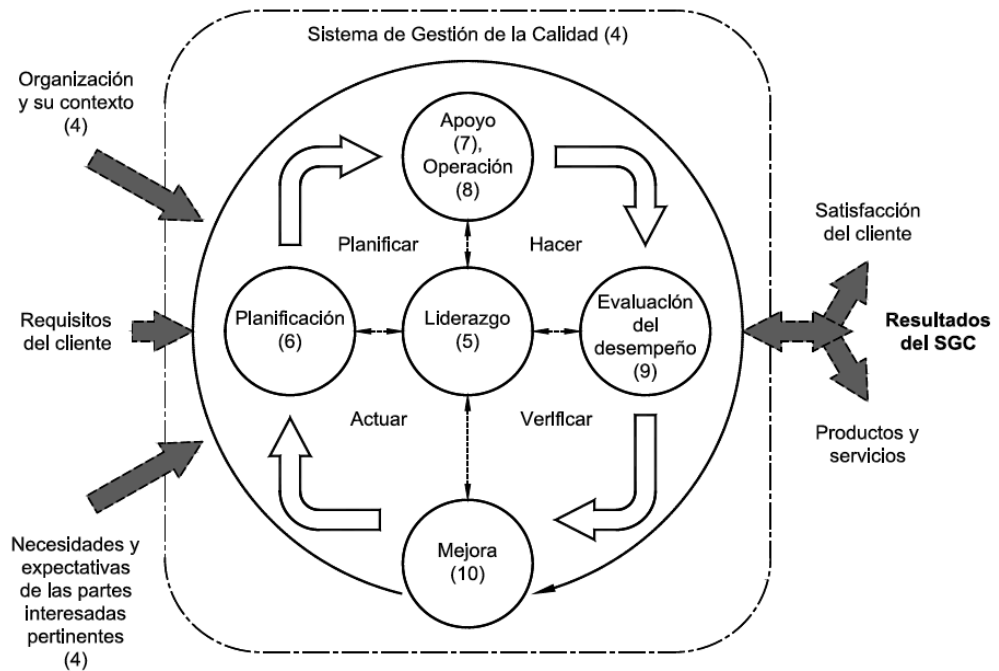 Sistema de Gestión de la Calidad (4)
Organización
y su contexto
(4)
Requisitos
del cliente
Necesidades y
expectativas
de las partes
interesadas
pertinentes
(4)
Apoyo
(7),
Operación
(8)
Planificar
Hacer
Planificación
(6)
Liderazgo
(5)
Evaluación
del
desempeño
(9)
Actuar
Verificar
Mejora
(10)
Satisfacción
del cliente
Resultados
del SGC
Productos y
servicios